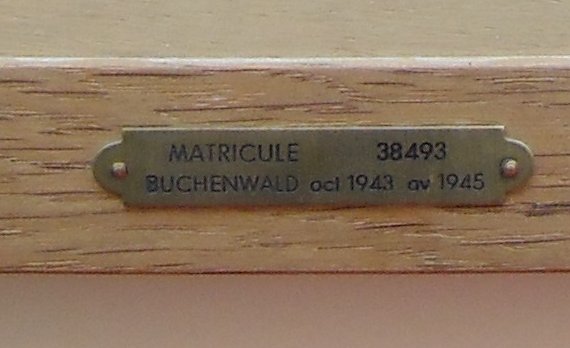 MATRICULE 38493
BUCHENWALD oct 1943 av 1945